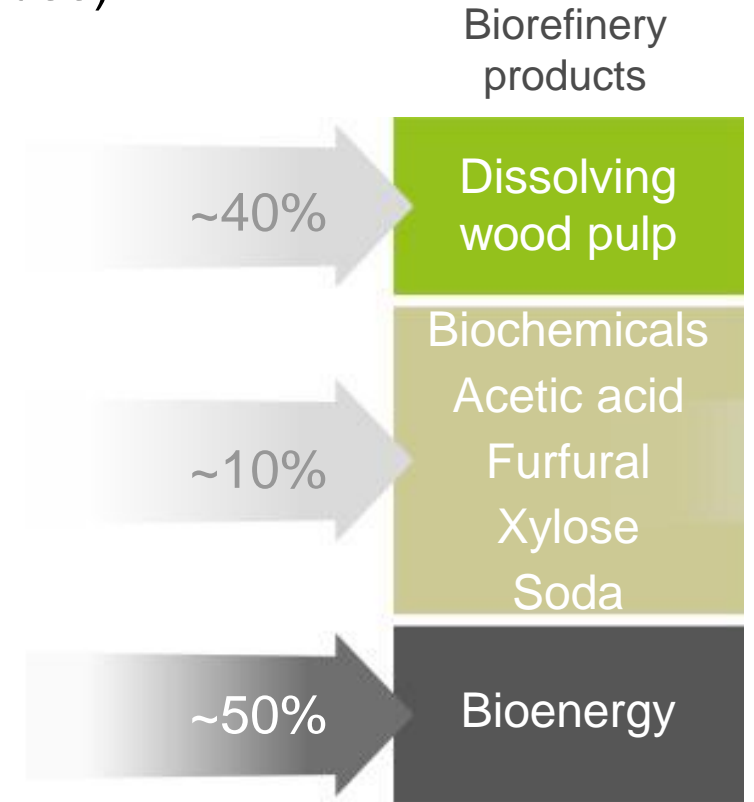 Biorefinery
products
~40%
Dissolving
wood pulp
~10%
Biochemicals
Acetic acid
Furfural
Xylose
Soda
~50%
Bioenergy